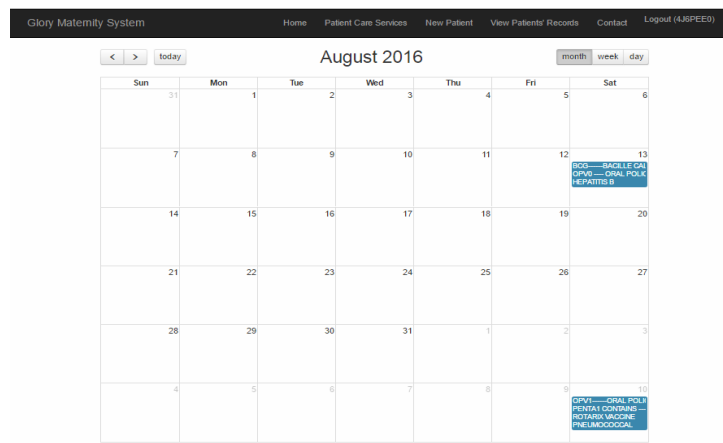 Glory Maternity System Home Patient Care Services New Patient View Patients' Records Contact Logout (4J6PEE0)
< > today August 2016 month week day
Sun Mon Tue Wed Thu Fri Sat
31 1 2 3 4 5 6
7 8 9 10 11 12 13
BCG-----BACILLE CAL
OPV0 ---- ORAL POLIO
HEPATITIS B
14 15 16 17 18 19 20
21 22 23 24 25 26 27
28 29 30 31 1 2 3
4 5 6 7 8 9 10
OPV1------ORAL POLIO
PENTA1 CONTAINS ---
ROTARIX VACCINE
PNEUMOCOCCAL